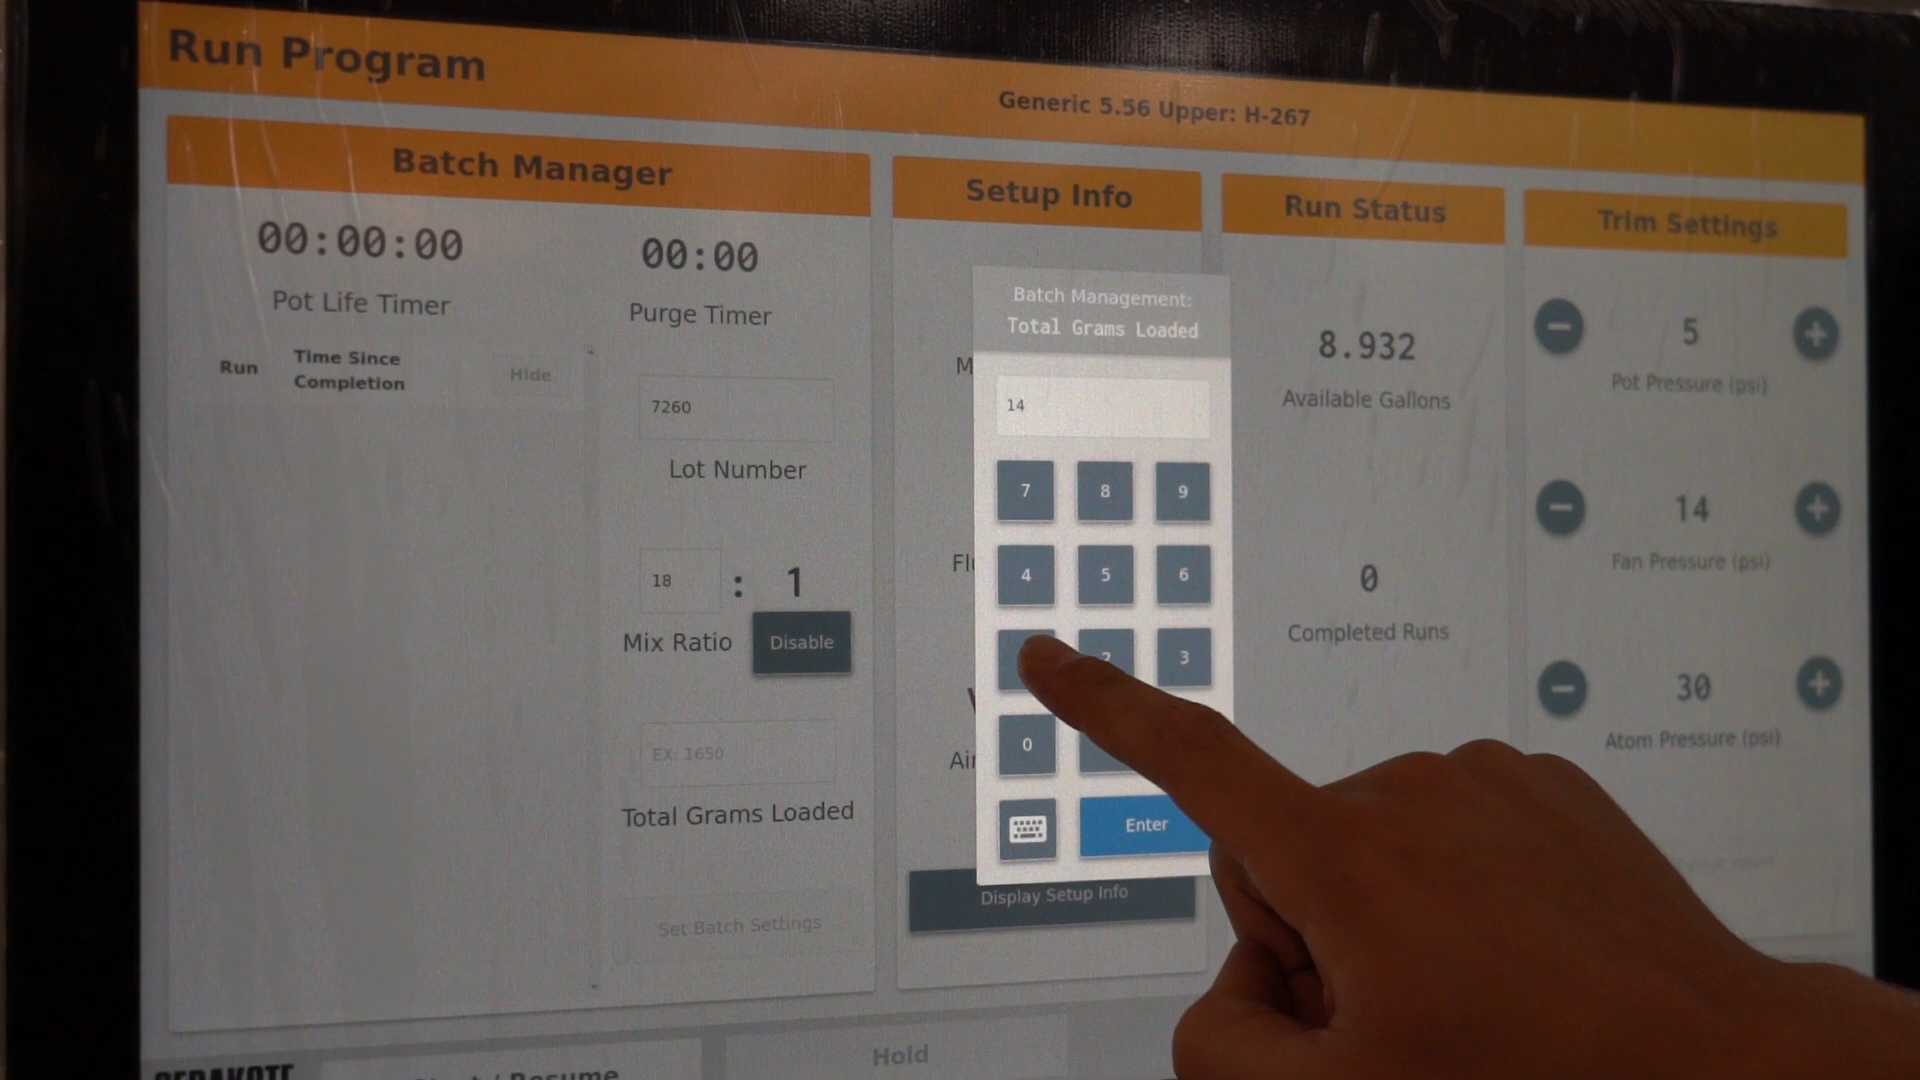 Run Program
Generic 5.56 Upper: H-267
Batch Manager
00:00:00
Pot Life Timer
00:00
Purge Timer
Run
Time Since
Completion
Hide
7260
Lot Number
18 : 1
Mix Ratio
Disable
EX: 1650
Total Grams Loaded
Set Batch Settings
Setup Info
Batch Management:
Total Grams Loaded
14
7 8 9
4 5 6
2 3
0
Enter
Display Setup Info
Run Status
8.932
Available Gallons
0
Completed Runs
Trim Settings
5
Pot Pressure (psi)
14
Fan Pressure (psi)
30
Atom Pressure (psi)
CERAKOTE
Start / Resume
Hold